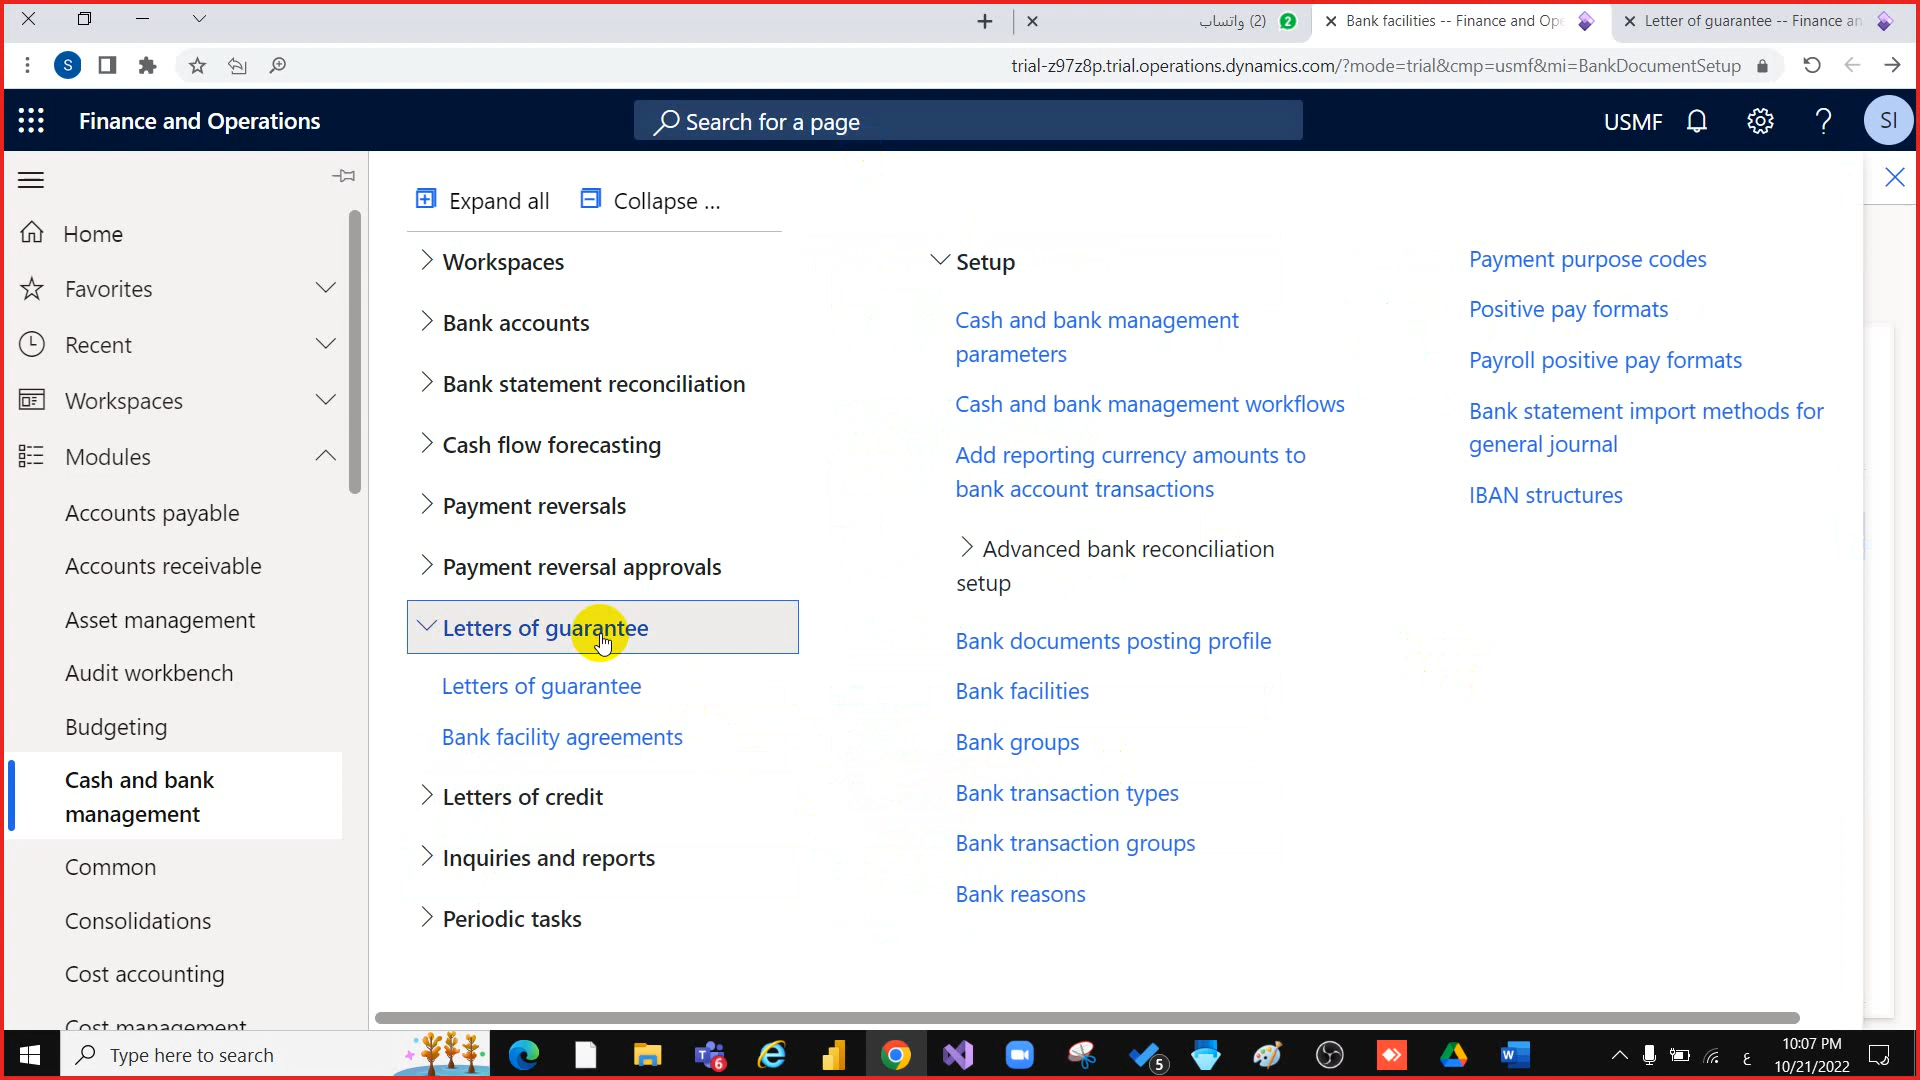 (2) واتساب
2
Bank facilities -- Finance and Ope
Letter of guarantee -- Finance an
S
trial-z97z8p.trial.operations.dynamics.com/?mode=trial&cmp=usmf&mi=BankDocumentSetup
Finance and Operations
Search for a page
USMF
SI
Expand all
Collapse ...
Home
Favorites
Recent
Workspaces
Modules
Accounts payable
Accounts receivable
Asset management
Audit workbench
Budgeting
Cash and bank
management
Common
Consolidations
Cost accounting
Cost management
Workspaces
Bank accounts
Bank statement reconciliation
Cash flow forecasting
Payment reversals
Payment reversal approvals
Letters of guarantee
Letters of guarantee
Bank facility agreements
Letters of credit
Inquiries and reports
Periodic tasks
Setup
Cash and bank management
parameters
Cash and bank management workflows
Add reporting currency amounts to
bank account transactions
Advanced bank reconciliation
setup
Bank documents posting profile
Bank facilities
Bank groups
Bank transaction types
Bank transaction groups
Bank reasons
Payment purpose codes
Positive pay formats
Payroll positive pay formats
Bank statement import methods for
general journal
IBAN structures
Type here to search
6
5
ع
10:07 PM
10/21/2022